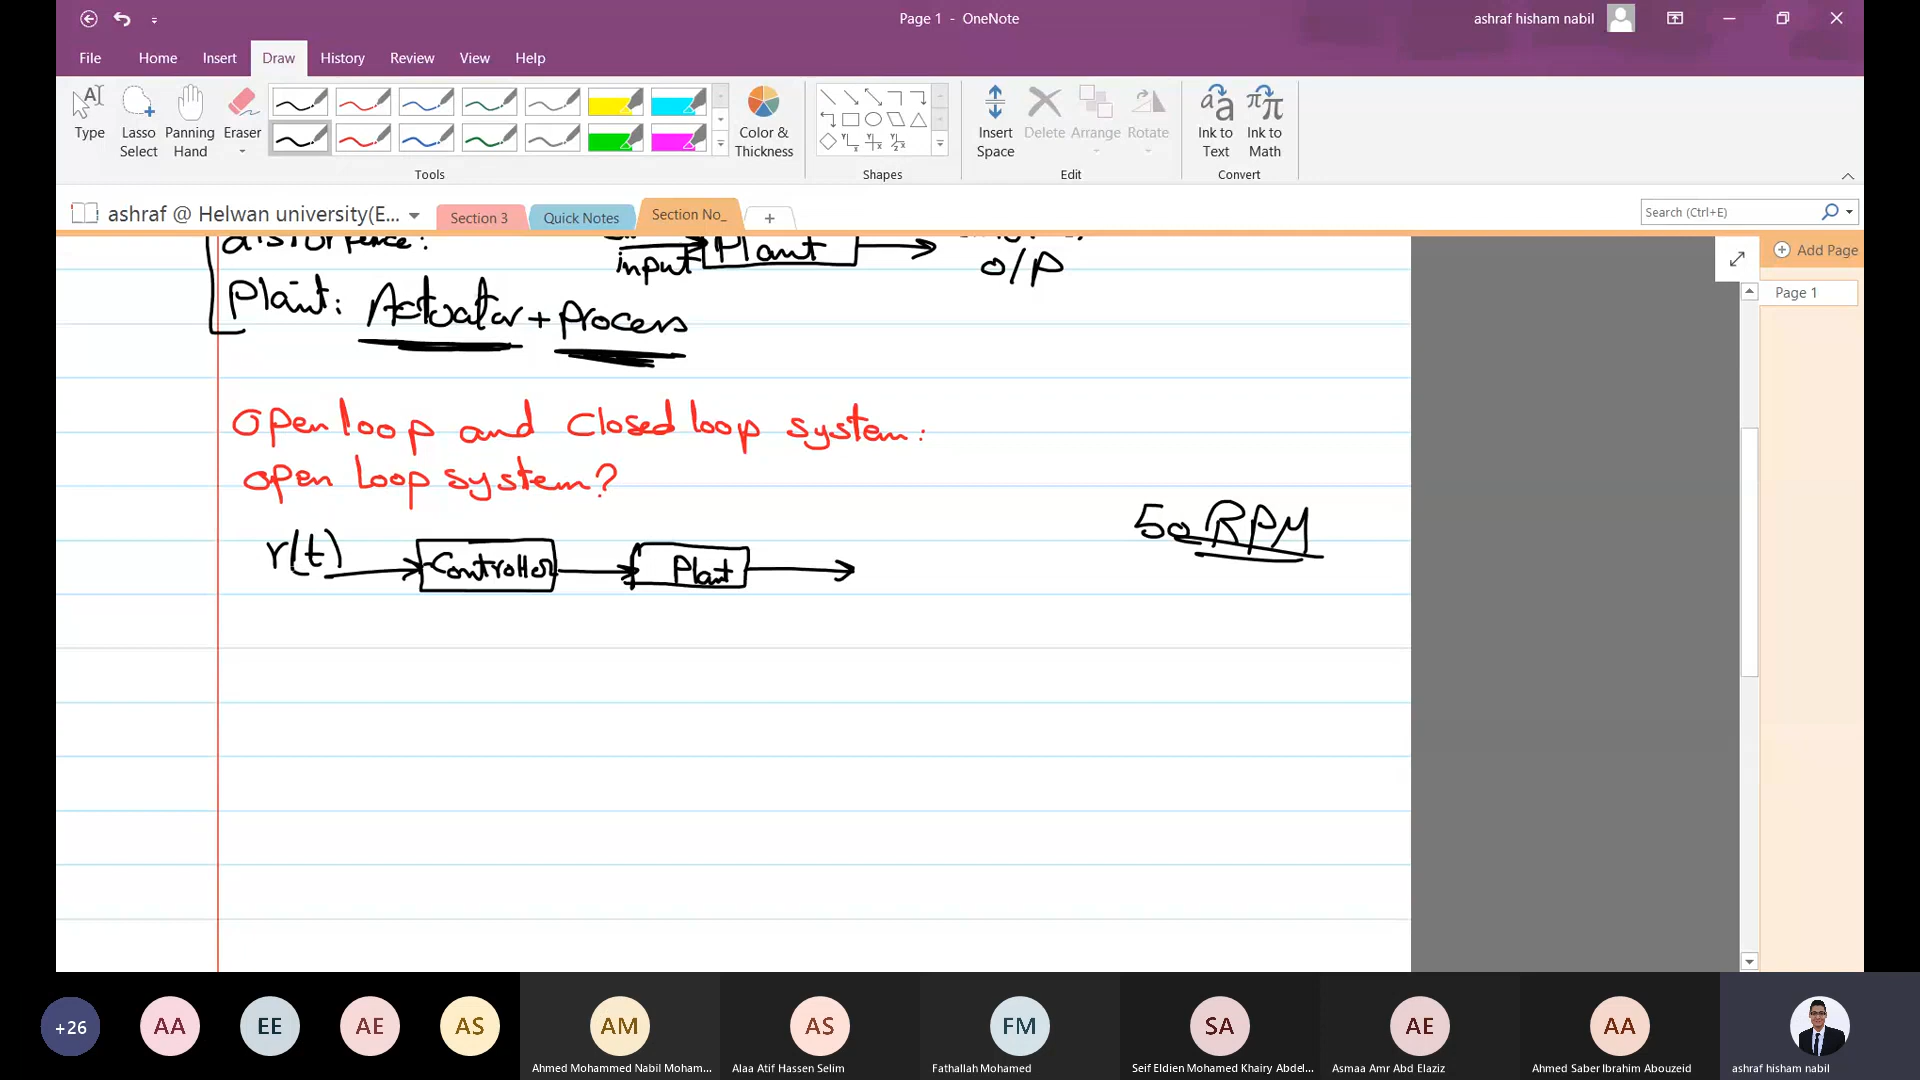 Page 1 - OneNote
ashraf hisham nabil
File Home Insert Draw History Review View Help
Type
Lasso Select
Panning Hand
Eraser
Color & Thickness
Insert Space
Delete
Arrange
Rotate
Ink to Text
Ink to Math
Tools
Shapes
Edit
Convert
ashraf @ Helwan university(E...
Section 3
Quick Notes
Section No_
Search (Ctrl+E)
Add Page
Page 1
Plant
input
o/p
Plant: Actuator + process
Open loop and Closed loop system:
open loop system?
50 RPM
r(t) Controller Plant
+26 AA EE AE AS AM AS FM SA AE AA
Ahmed Mohammed Nabil Moham...
Alaa Atif Hassen Selim
Fathallah Mohamed
Seif Eldien Mohamed Khairy Abdel...
Asmaa Amr Abd Elaziz
Ahmed Saber Ibrahim Abouzeid
ashraf hisham nabil